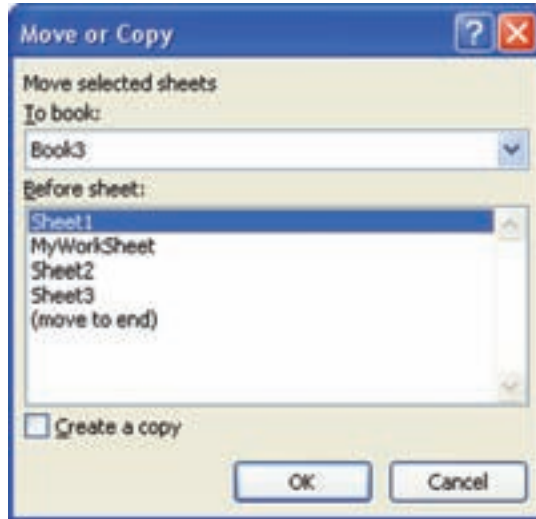 Move or Copy
Move selected sheets
To book:
Book3
Before sheet:
Sheet1
MyWorkSheet
Sheet2
Sheet3
(move to end)
Create a copy
OK Cancel